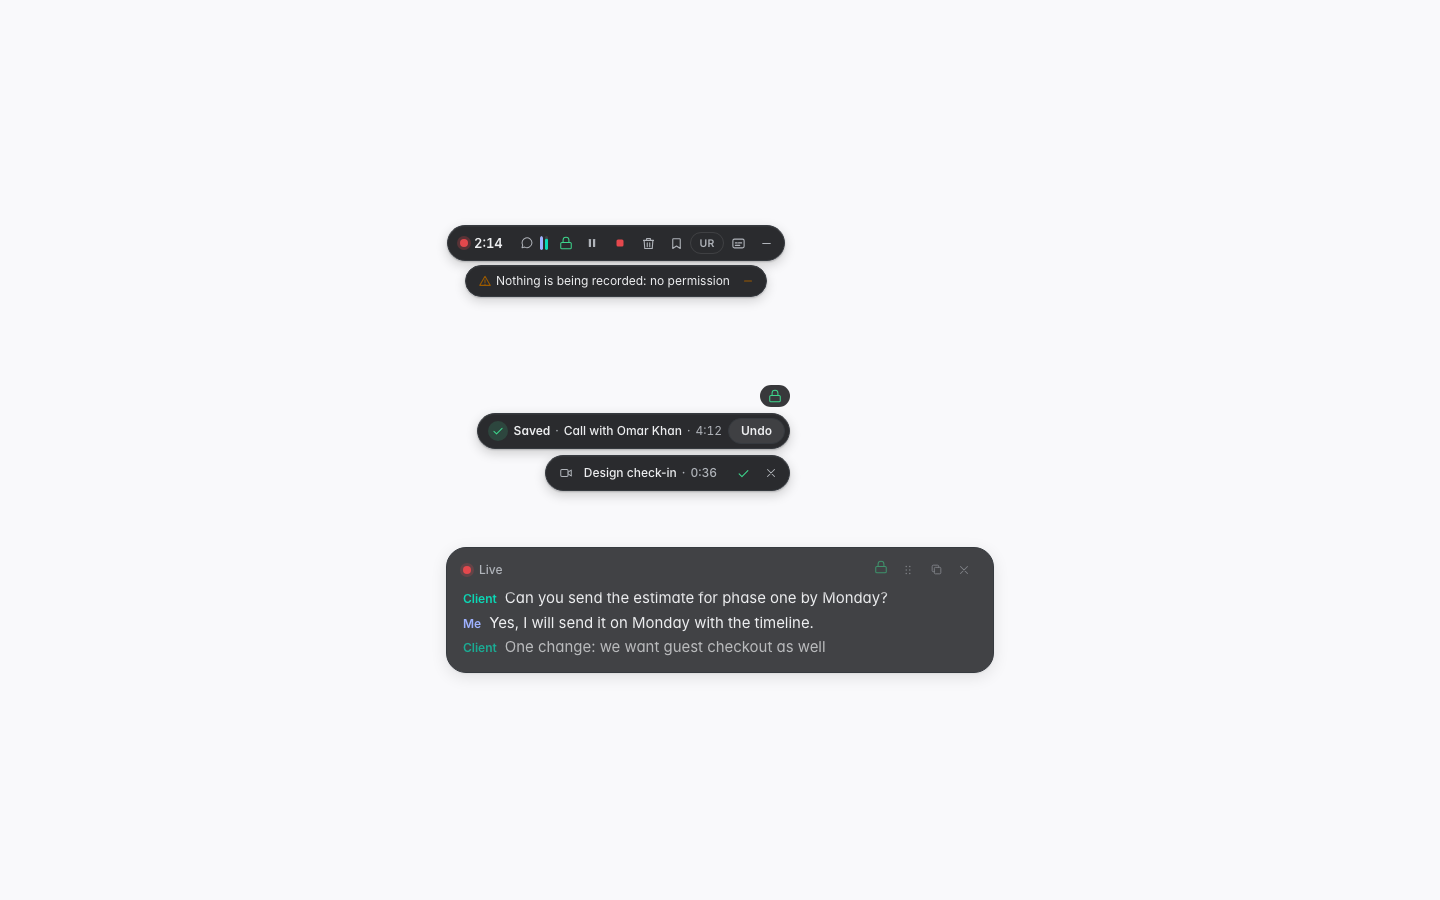 2:14 UR
Nothing is being recorded: no permission
Saved · Call with Omar Khan · 4:12 Undo
Design check-in · 0:36
Live
Client Can you send the estimate for phase one by Monday?
Me Yes, I will send it on Monday with the timeline.
Client One change: we want guest checkout as well